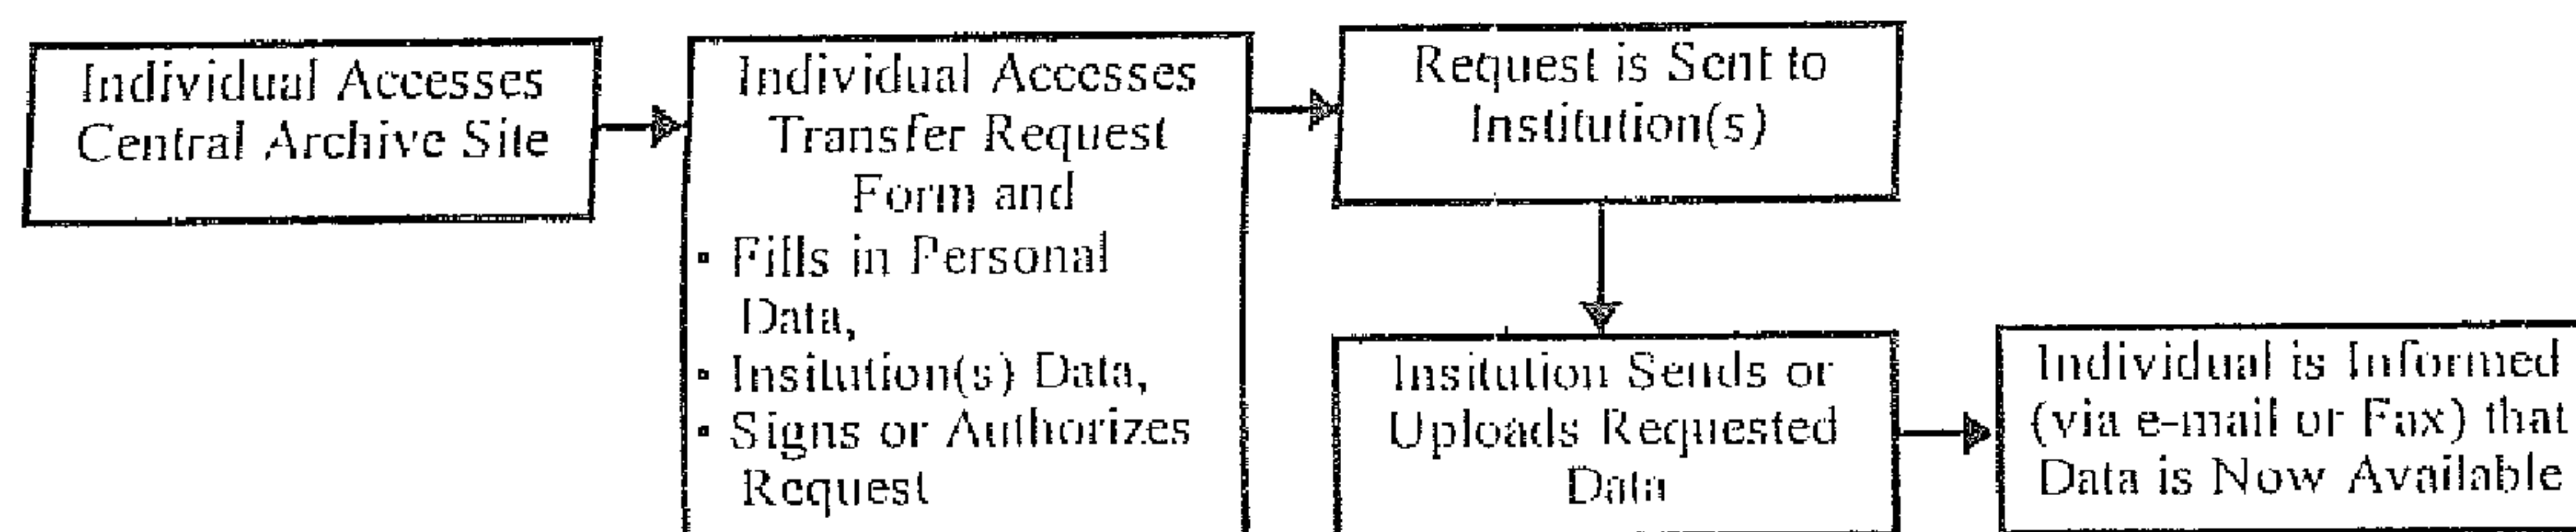 Individual Accesses
Central Archive Site
Individual Accesses
Transfer Request
Form and
▪ Fills in Personal
Data,
▪ Insitution(s) Data,
▪ Signs or Authorizes
Request
Request is Sent to
Institution(s)
Insitution Sends or
Uploads Requested
Data
Individual is Informed
(via e-mail or Fax) that
Data is Now Available